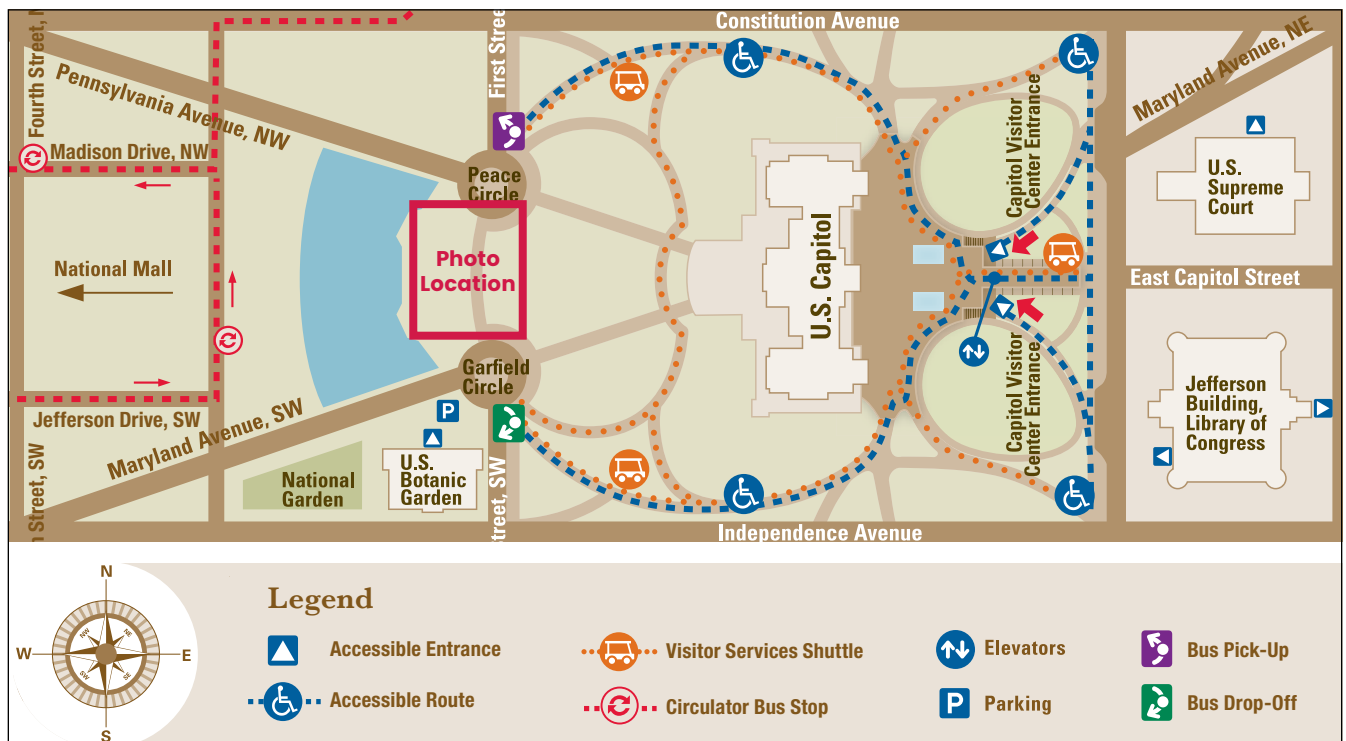 Constitution Avenue
Fourth Street, N
Pennsylvania Avenue, NW
First Stree
Maryland Avenue, NE
Madison Drive, NW
Peace
Circle
Capitol Visitor
Center Entrance
U.S.
Supreme
Court
Photo
Location
National Mall
U.S. Capitol
East Capitol Street
Garfield
Circle
Capitol Visitor
Center Entrance
Jefferson
Building,
Library of
Congress
Jefferson Drive, SW
Maryland Avenue, SW
P
U.S.
Botanic
Garden
National
Garden
h Street, SW
Street, SW
Independence Avenue
N
NW
NE
W
E
SW
SE
S
Legend
Accessible Entrance
Visitor Services Shuttle
Elevators
Bus Pick-Up
Accessible Route
Circulator Bus Stop
P
Parking
Bus Drop-Off